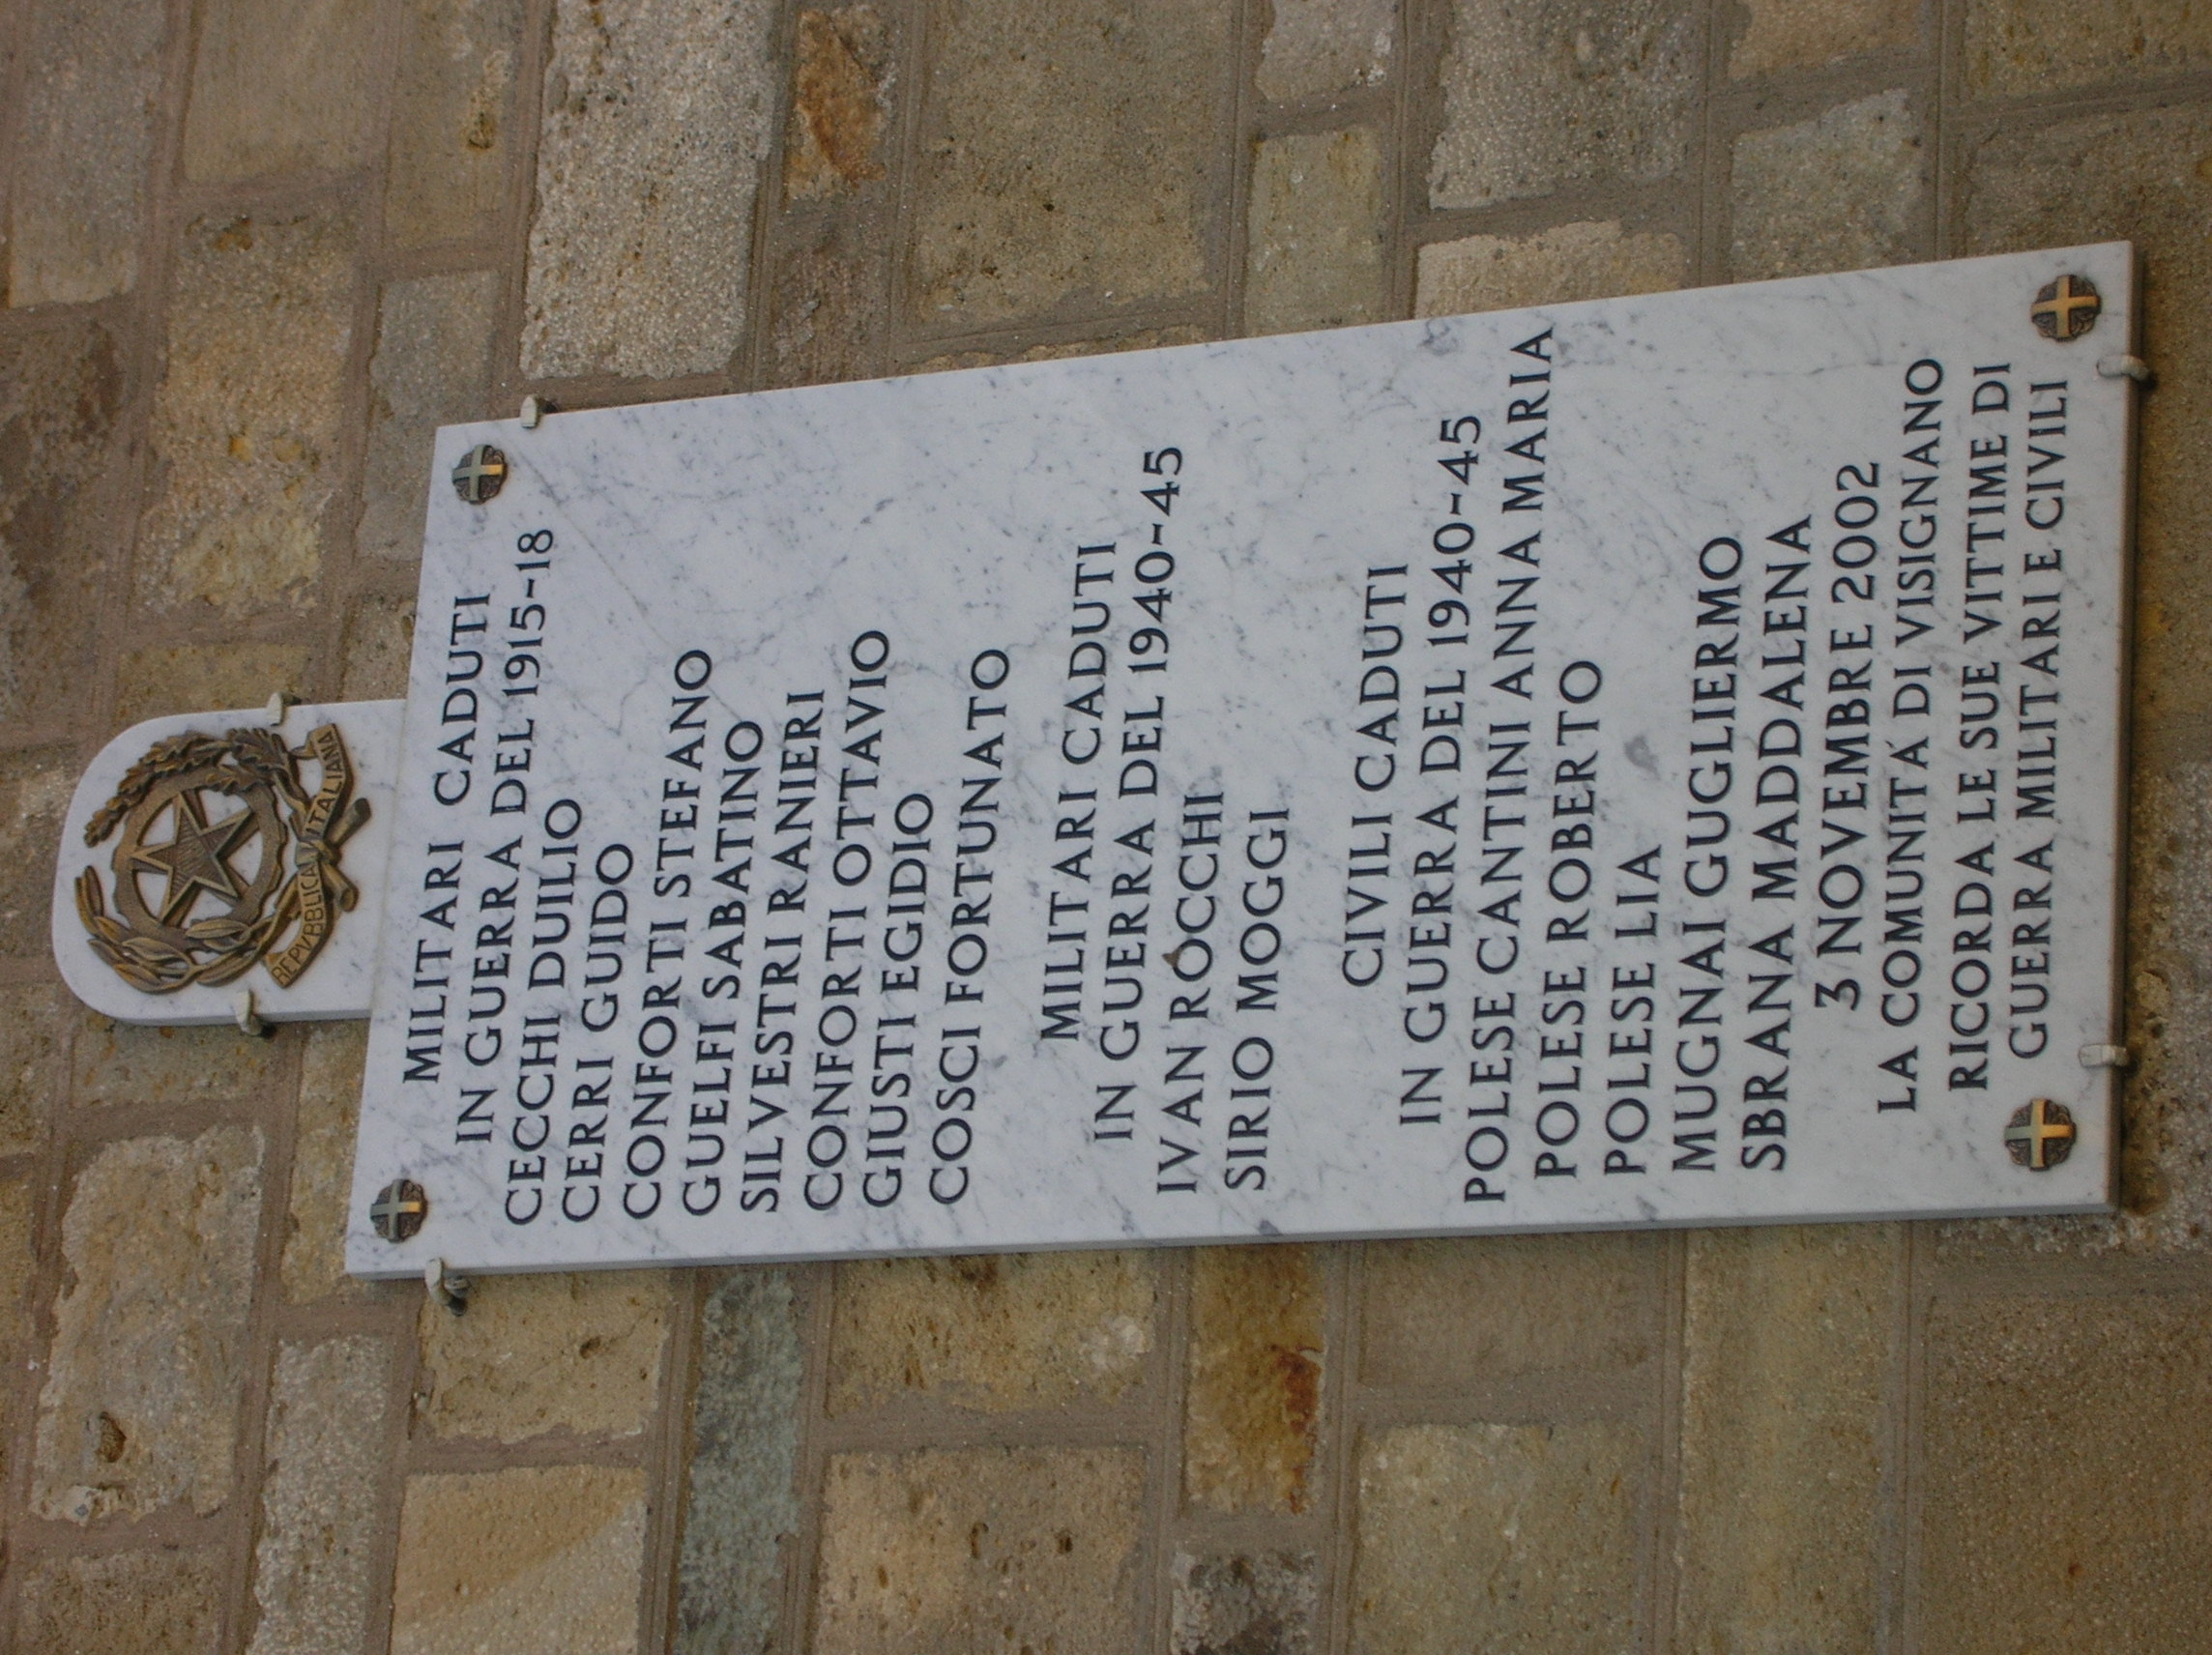 REPVBBLICA ITALIANA
MILITARI CADUTI
IN GUERRA DEL 1915-18
CECCHI DUILIO
CERRI GUIDO
CONFORTI STEFANO
GUELFI SABATINO
SILVESTRI RANIERI
CONFORTI OTTAVIO
GIUSTI EGIDIO
COSCI FORTUNATO
MILITARI CADUTI
IN GUERRA DEL 1940-45
IVAN ROCCHI
SIRIO MOGGI
CIVILI CADUTI
IN GUERRA DEL 1940-45
POLESE CANTINI ANNA MARIA
POLESE ROBERTO
POLESE LIA
MUGNAI GUGLIERMO
SBRANA MADDALENA
3 NOVEMBRE 2002
LA COMUNITÁ DI VISIGNANO
RICORDA LE SUE VITTIME DI
GUERRA MILITARI E CIVILI